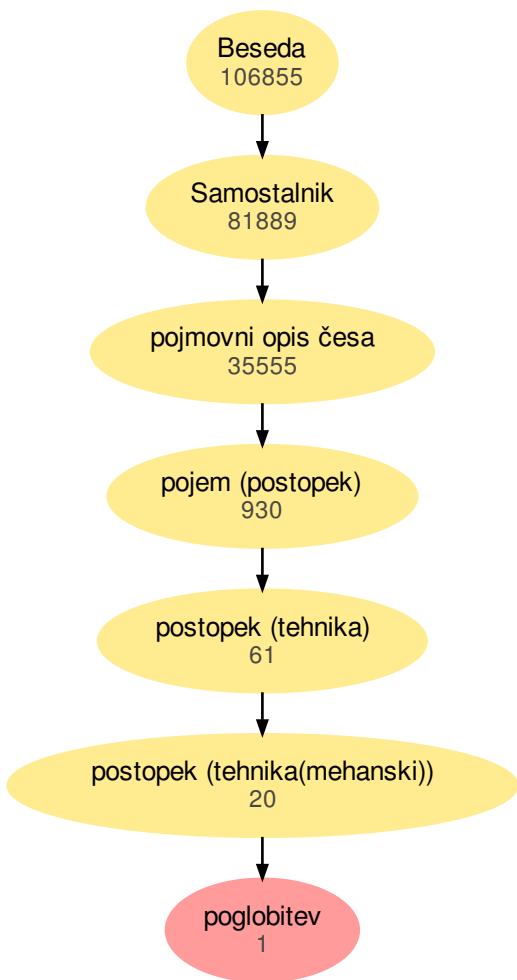 Beseda
106855
Samostalnik
81889
pojmovni opis česa
35555
pojem (postopek)
930
postopek (tehnika)
61
postopek (tehnika(mehanski))
20
poglobitev
1